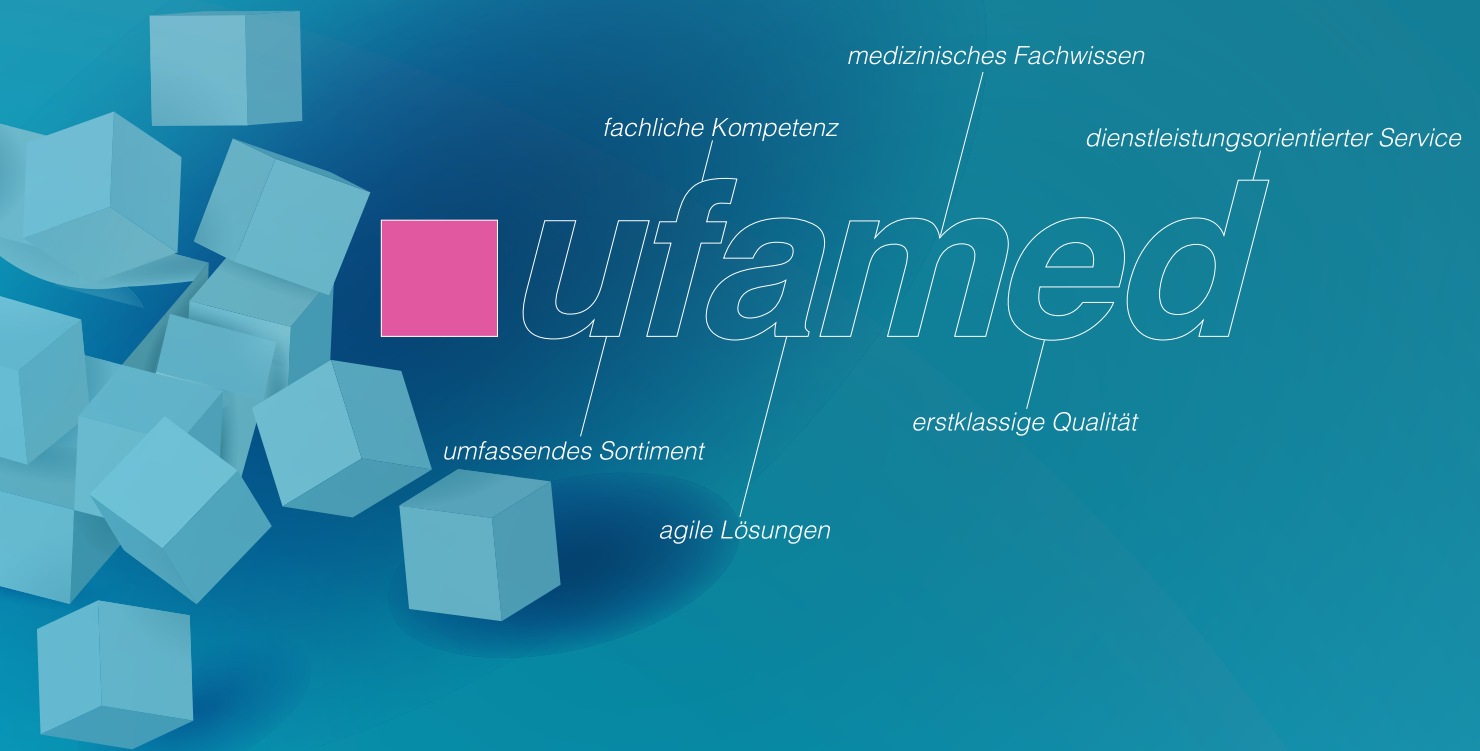 medizinisches Fachwissen
fachliche Kompetenz
dienstleistungsorientierter Service
ufamed
erstklassige Qualität
umfassendes Sortiment
agile Lösungen